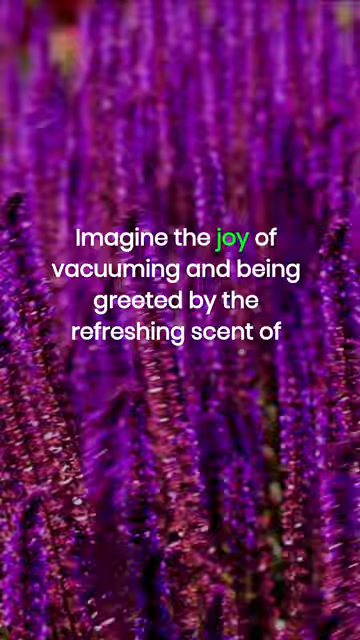 Imagine the joy of
vacuuming and being
greeted by the
refreshing scent of